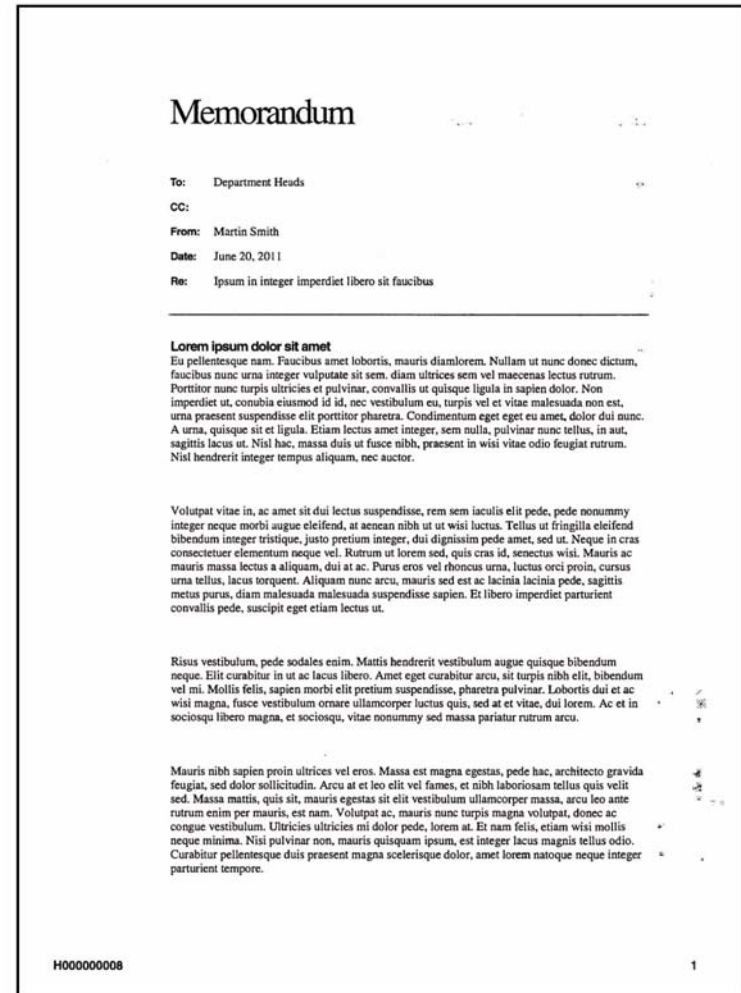 Memorandum
To: Department Heads
CC:
From: Martin Smith
Date: June 20, 2011
Re: Ipsum in integer imperdiet libero sit faucibus
Lorem ipsum dolor sit amet
Eu pellentesque nam. Faucibus amet lobortis, mauris diamlorem. Nullam ut nunc donec dictum,
faucibus nunc urna integer vulputate sit sem. diam ultrices sem vel maecenas lectus rutrum.
Porttitor nunc turpis ultricies et pulvinar, convallis ut quisque ligula in sapien dolor. Non
imperdiet ut, conubia eiusmod id id, nec vestibulum eu, turpis vel et vitae malesuada non est,
urna praesent suspendisse elit porttitor pharetra. Condimentum eget eget eu amet, dolor dui nunc.
A urna, quisque sit et ligula. Etiam lectus amet integer, sem nulla, pulvinar nunc tellus, in aut,
sagittis lacus ut. Nisl hac, massa duis ut fusce nibh, praesent in wisi vitae odio feugiat rutrum.
Nisl hendrerit integer tempus aliquam, nec auctor.
Volutpat vitae in, ac amet sit dui lectus suspendisse, rem sem iaculis elit pede, pede nonummy
integer neque morbi augue eleifend, at aenean nibh ut ut wisi luctus. Tellus ut fringilla eleifend
bibendum integer tristique, justo pretium integer, dui dignissim pede amet, sed ut. Neque in cras
consectetuer elementum neque vel. Rutrum ut lorem sed, quis cras id, senectus wisi. Mauris ac
mauris massa lectus a aliquam, dui at ac. Purus eros vel rhoncus urna, luctus orci proin, cursus
urna tellus, lacus torquent. Aliquam nunc arcu, mauris sed est ac lacinia lacinia pede, sagittis
metus purus, diam malesuada malesuada suspendisse sapien. Et libero imperdiet parturient
convallis pede, suscipit eget etiam lectus ut.
Risus vestibulum, pede sodales enim. Mattis hendrerit vestibulum augue quisque bibendum
neque. Elit curabitur in ut ac lacus libero. Amet eget curabitur arcu, sit turpis nibh elit, bibendum
vel mi. Mollis felis, sapien morbi elit pretium suspendisse, pharetra pulvinar. Lobortis dui et ac
wisi magna, fusce vestibulum ornare ullamcorper luctus quis, sed at et vitae, dui lorem. Ac et in
sociosqu libero magna, et sociosqu, vitae nonummy sed massa pariatur rutrum arcu.
Mauris nibh sapien proin ultrices vel eros. Massa est magna egestas, pede hac, architecto gravida
feugiat, sed dolor sollicitudin. Arcu at et leo elit vel fames, et nibh laboriosam tellus quis velit
sed. Massa mattis, quis sit, mauris egestas sit elit vestibulum ullamcorper massa, arcu leo ante
rutrum enim per mauris, est nam. Volutpat ac, mauris nunc turpis magna volutpat, donec ac
congue vestibulum. Ultricies ultricies mi dolor pede, lorem at. Et nam felis, etiam wisi mollis
neque minima. Nisi pulvinar non, mauris quisquam ipsum, est integer lacus magnis tellus odio.
Curabitur pellentesque duis praesent magna scelerisque dolor, amet lorem natoque neque integer
parturient tempore.
H000000008 1